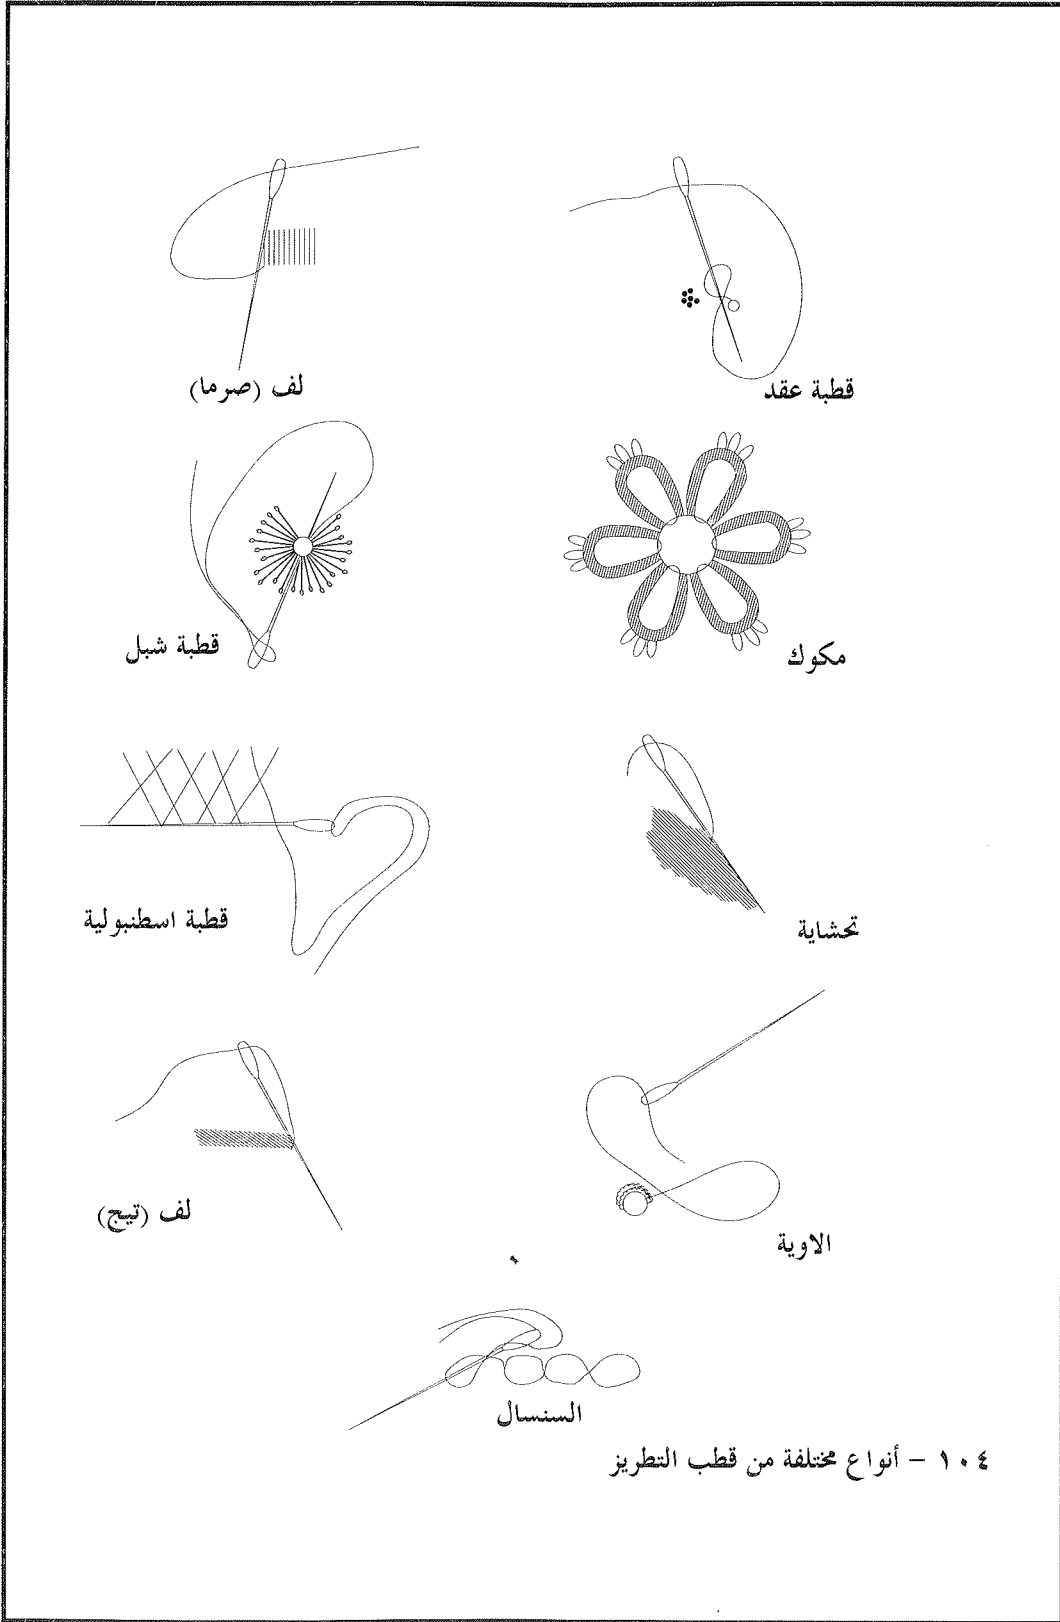 قطبة عقد
لف (صرما)
مكوك
قطبة شبل
تحشاية
قطبة اسطنبولية
الاوية
لف (تيج)
السنسال
١٠٤ - أنواع مختلفة من قطب التطريز